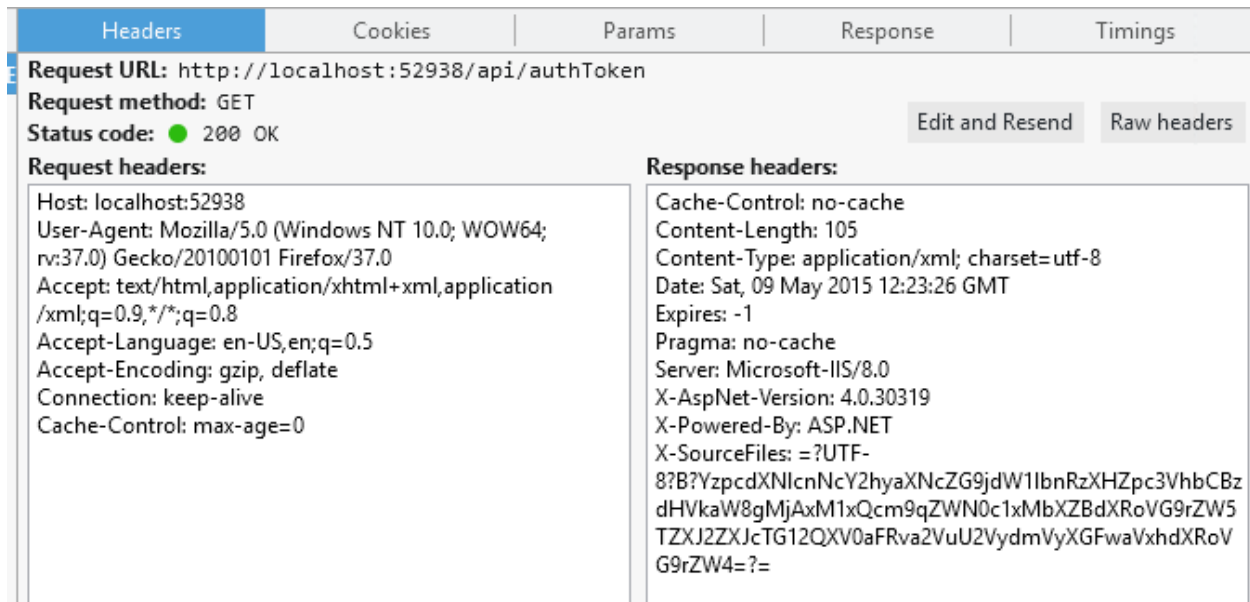 Headers
Cookies
Params
Response
Timings
Request URL: http://localhost:52938/api/authToken
Request method: GET
Status code: 200 OK
Edit and Resend
Raw headers
Request headers:
Host: localhost:52938
User-Agent: Mozilla/5.0 (Windows NT 10.0; WOW64;
rv:37.0) Gecko/20100101 Firefox/37.0
Accept: text/html,application/xhtml+xml,application
/xml;q=0.9,*/*;q=0.8
Accept-Language: en-US,en;q=0.5
Accept-Encoding: gzip, deflate
Connection: keep-alive
Cache-Control: max-age=0
Response headers:
Cache-Control: no-cache
Content-Length: 105
Content-Type: application/xml; charset=utf-8
Date: Sat, 09 May 2015 12:23:26 GMT
Expires: -1
Pragma: no-cache
Server: Microsoft-IIS/8.0
X-AspNet-Version: 4.0.30319
X-Powered-By: ASP.NET
X-SourceFiles: =?UTF-
8?B?YzpcdXNlcnNcY2hyaXNcZG9jdW1lbnRzXHZpc3VhbCBz
dHVkaW8gMjAxM1xQcm9qZWN0c1xMbXZBdXRoVG9rZW5
TZXJ2ZXJcTG12QXV0aFRva2VuU2VydmVyXGFwaVxhdXRoV
G9rZW4=?=